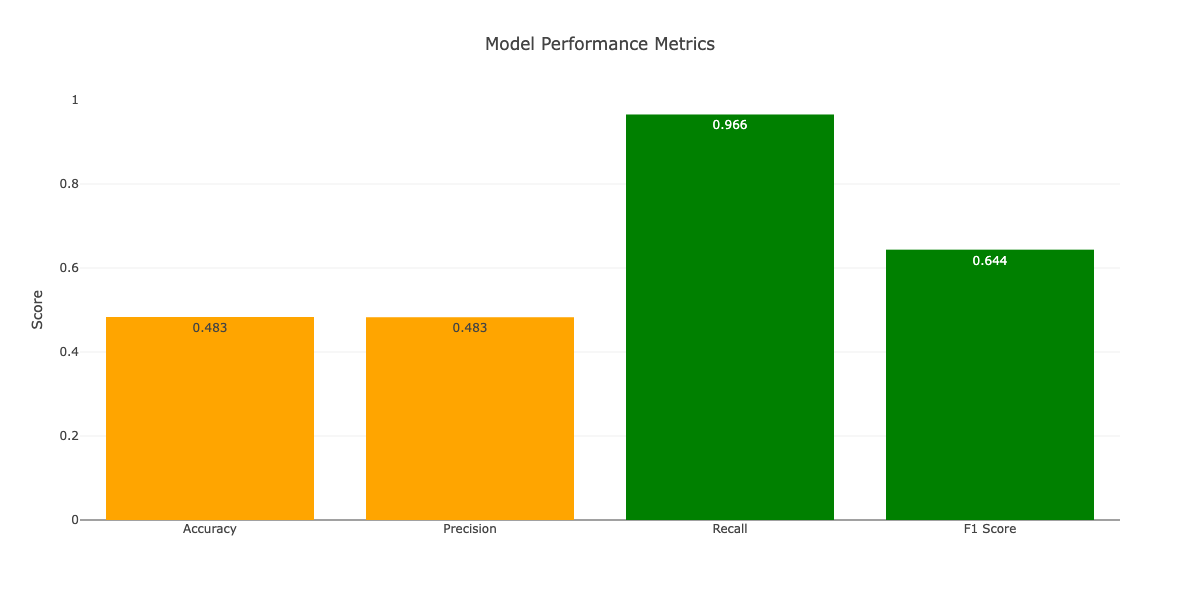 Model Performance Metrics
1
0.8
0.6
0.4
0.2
0
Score
0.483
0.483
0.966
0.644
Accuracy
Precision
Recall
F1 Score